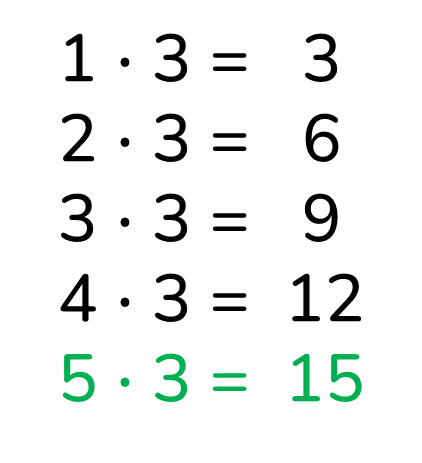 1 · 3 = 3
2 · 3 = 6
3 · 3 = 9
4 · 3 = 12
5 · 3 = 15